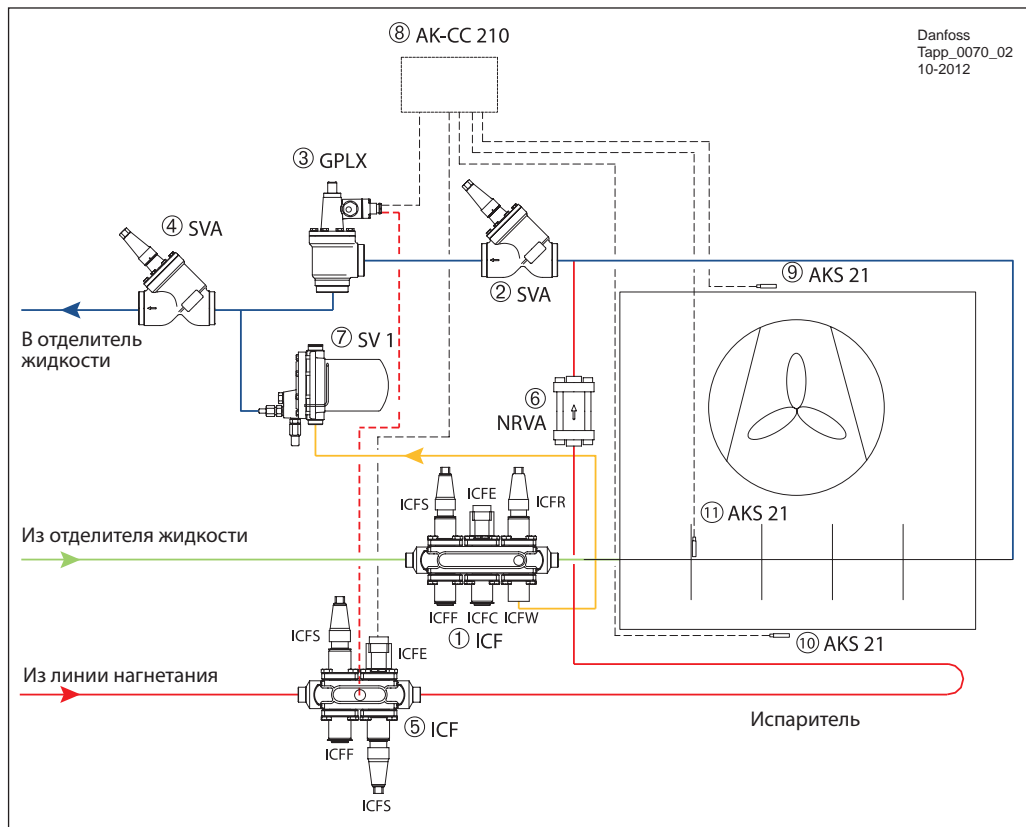 ⑧ AK-CC 210
Danfoss
Tapp_0070_02
10-2012
③ GPLX
④ SVA
② SVA
⑨ AKS 21
В отделитель
жидкости
⑦ SV 1
⑥
NRVA
ICFS
ICFE
ICFR
⑪ AKS 21
Из отделителя жидкости
ICFF
ICFC
ICFW
① ICF
ICFS
ICFE
⑩ AKS 21
Из линии нагнетания
⑤ ICF
Испаритель
ICFF
ICFS